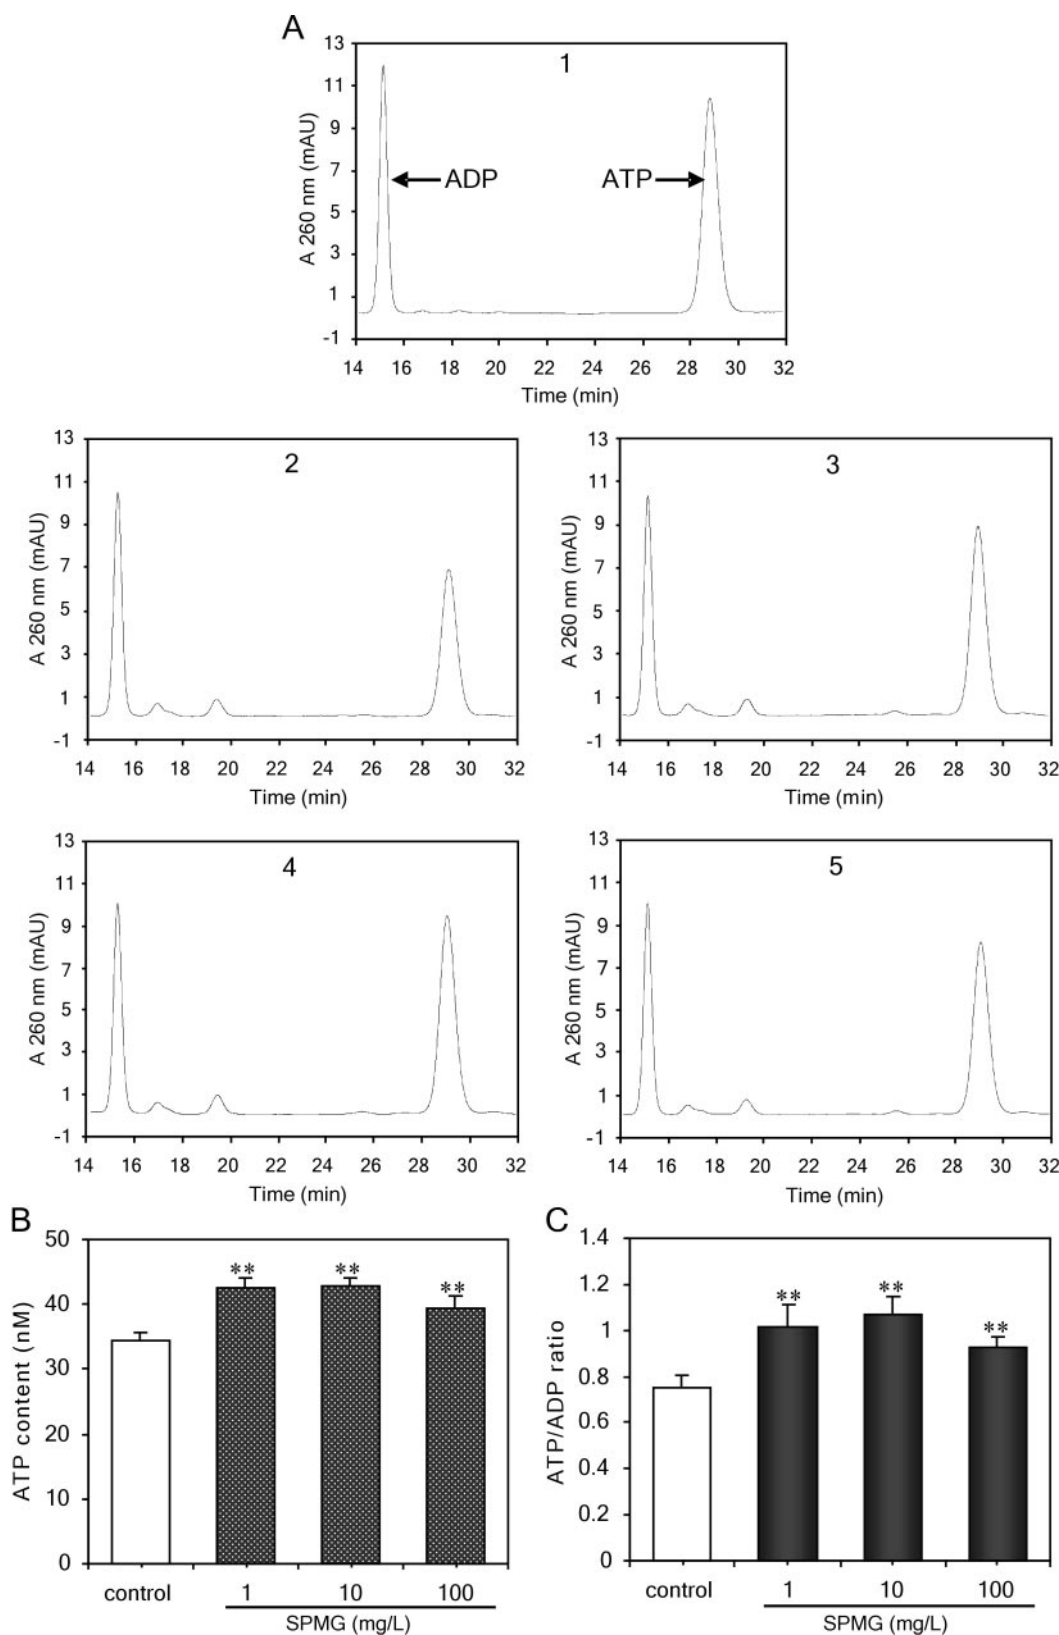 A
1
13
11
9
7
5
3
1
-1
A 260 nm (mAU)
ADP
ATP
14 16 18 20 22 24 26 28 30 32
Time (min)
2
13
11
9
7
5
3
1
-1
A 260 nm (mAU)
14 16 18 20 22 24 26 28 30 32
Time (min)
3
13
11
9
7
5
3
1
-1
A 260 nm (mAU)
14 16 18 20 22 24 26 28 30 32
Time (min)
4
13
11
9
7
5
3
1
-1
A 260 nm (mAU)
14 16 18 20 22 24 26 28 30 32
Time (min)
5
13
11
9
7
5
3
1
-1
A 260 nm (mAU)
14 16 18 20 22 24 26 28 30 32
Time (min)
B
50
40
30
20
10
0
ATP content (nM)
** ** **
control 1 10 100
SPMG (mg/L)
C
1.4
1.2
1
0.8
0.6
0.4
0.2
0
ATP/ADP ratio
** ** **
control 1 10 100
SPMG (mg/L)